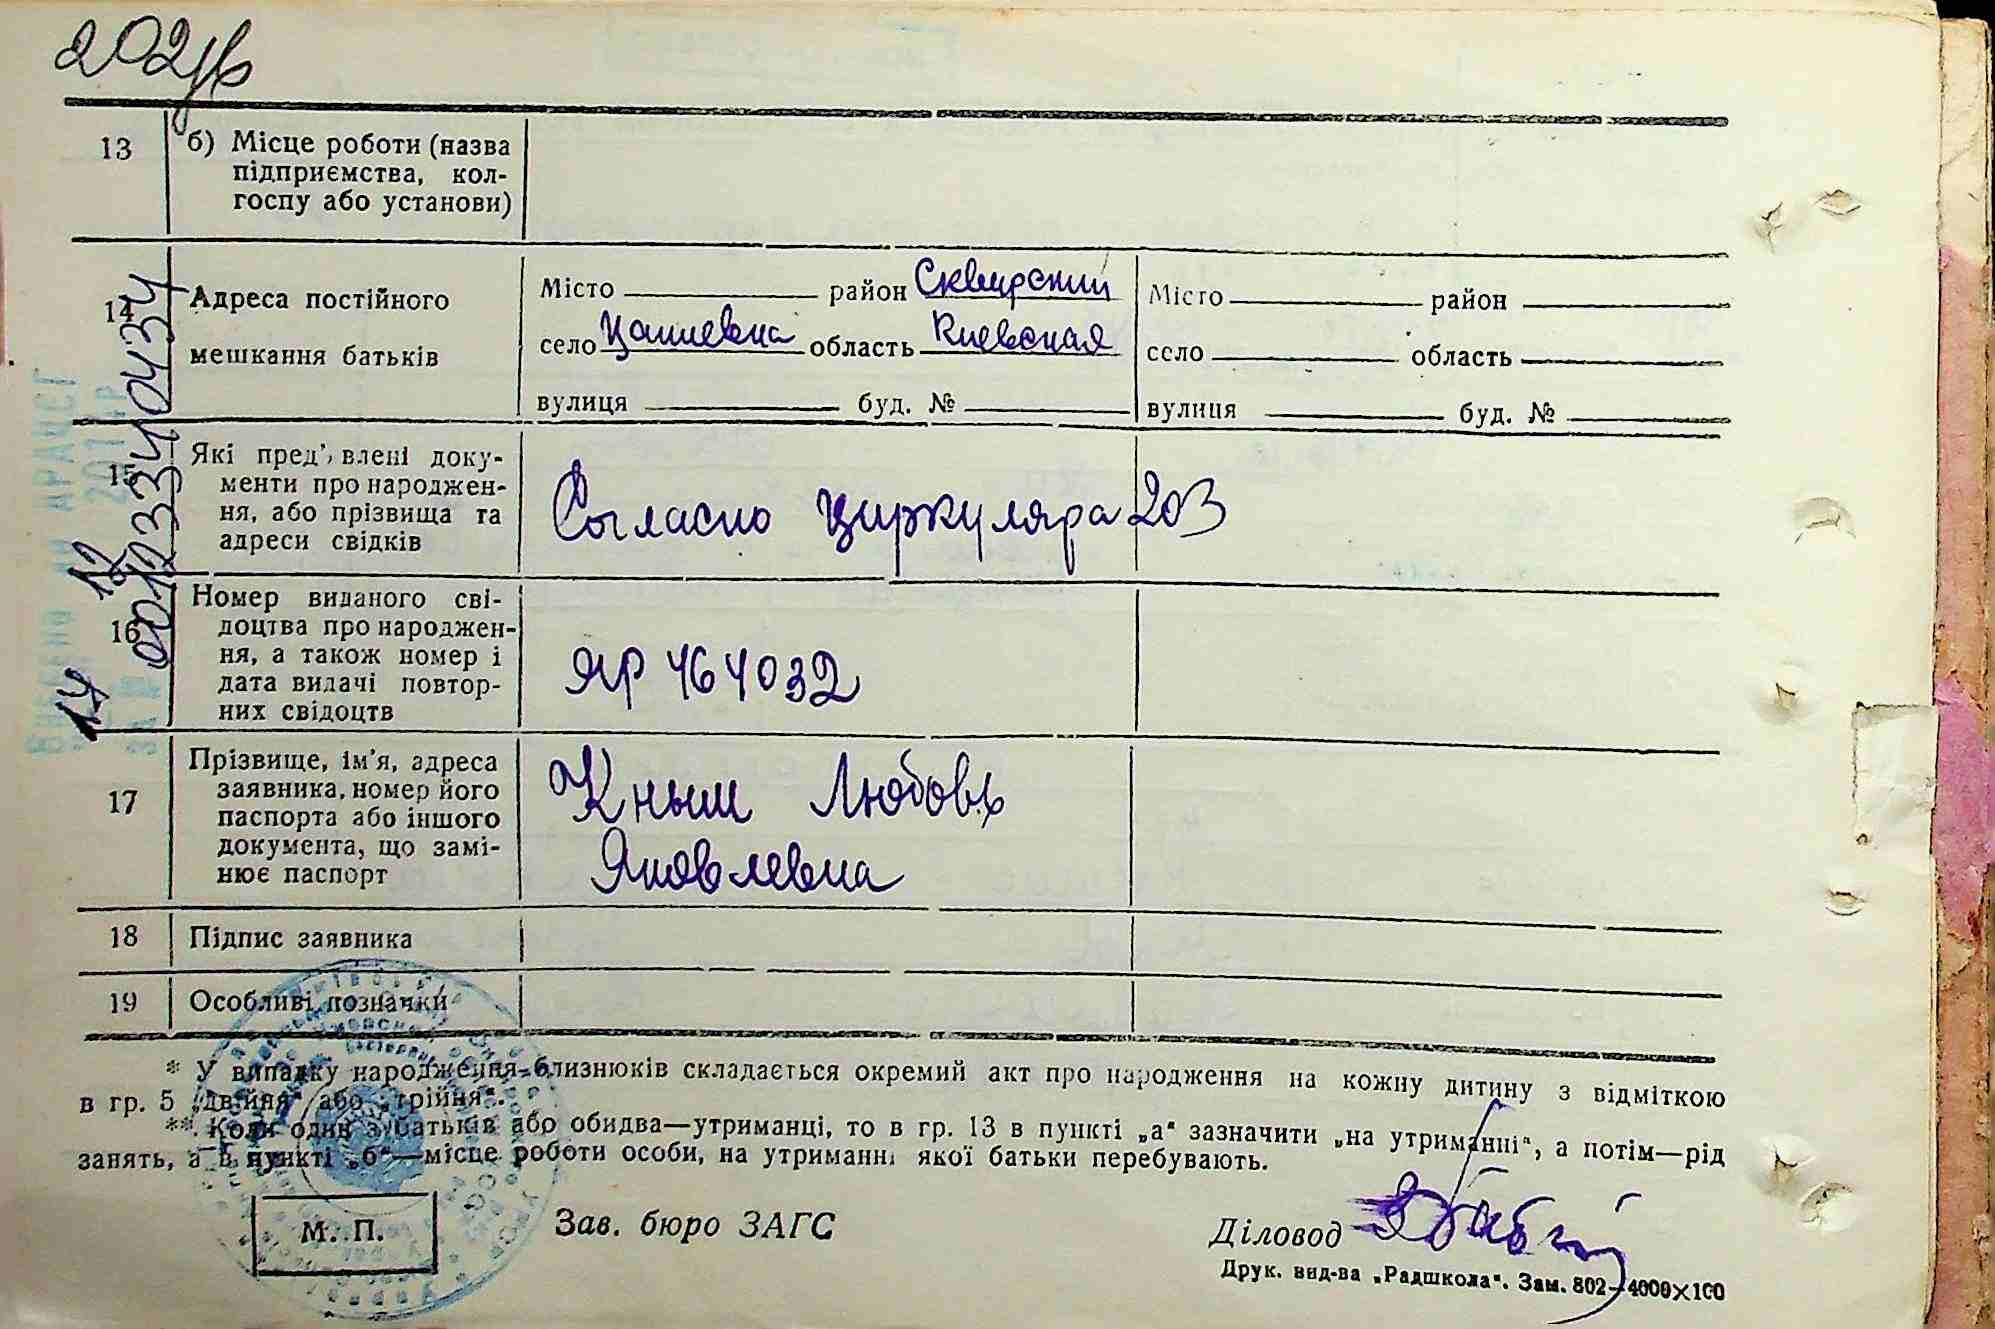 202
13 б) Місце роботи (назва
підприємства, кол-
госпу або установи)
14 Адреса постійного
мешкання батьків
Місто район Сквирский
село область Киевская
вулиця буд. №
Місто район
село область
вулиця буд. №
15 Які пред' влені доку-
менти про народжен-
ня, або прізвища та
адреси свідків
Согласно циркуляра 203
16 Номер виданого сві-
доцтва про народжен-
ня, а також номер і
дата видачі повтор-
них свідоцтв
ЯР 464032
17 Прізвище, ім'я, адреса
заявника, номер його
паспорта або іншого
документа, що замі-
нює паспорт
Кныш Любовь
Яковлевна
18 Підпис заявника
19 Особливі позначки
* У випадку народження близнюків складається окремий акт про народження на кожну дитину з відміткою
в гр. 5 „двійня“ або „трійня“.
** Коли один з батьків або обидва—утриманці, то в гр. 13 в пункті „а“ зазначити „на утриманні“, а потім—рід
занять, а в пункті „б“—місце роботи особи, на утриманні якої батьки перебувають.
М. П.
Зав. бюро ЗАГС
Діловод
Друк. вид-ва „Радшкола“. Зам. 802—4000×100
00123341043
14 12